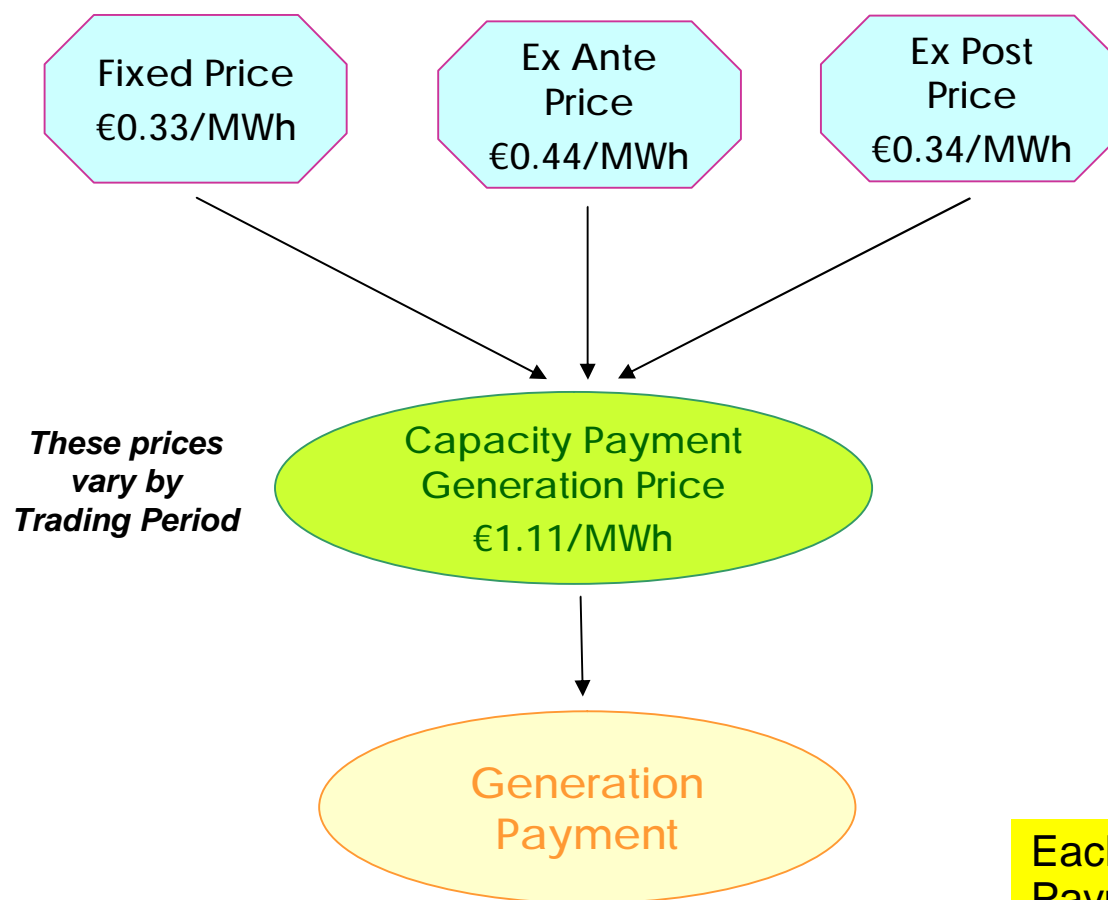 Fixed Price
€0.33/MWh
Ex Ante
Price
€0.44/MWh
Ex Post
Price
€0.34/MWh
These prices
vary by
Trading Period
Capacity Payment
Generation Price
€1.11/MWh
Generation
Payment